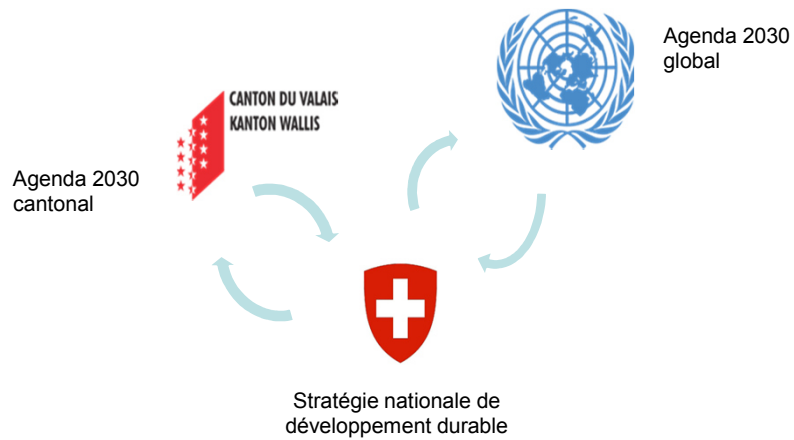 Agenda 2030
global
CANTON DU VALAIS
KANTON WALLIS
Agenda 2030
cantonal
Stratégie nationale de
développement durable